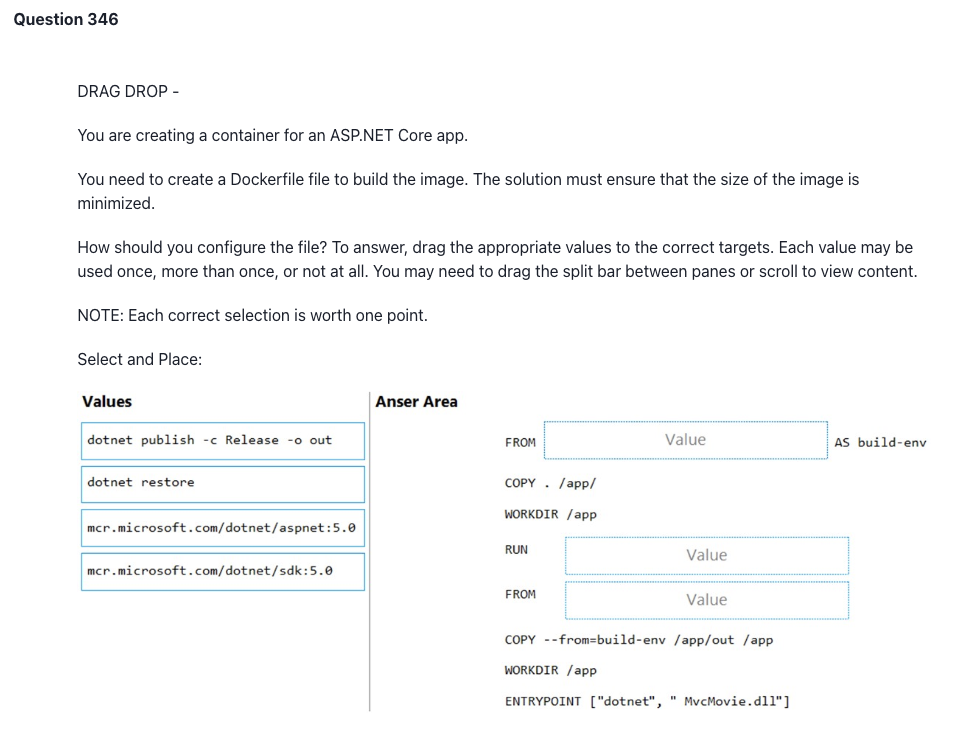 Question 346
DRAG DROP -
You are creating a container for an ASP.NET Core app.
You need to create a Dockerfile file to build the image. The solution must ensure that the size of the image is
minimized.
How should you configure the file? To answer, drag the appropriate values to the correct targets. Each value may be
used once, more than once, or not at all. You may need to drag the split bar between panes or scroll to view content.
NOTE: Each correct selection is worth one point.
Select and Place:
Values
dotnet publish -c Release -o out
dotnet restore
mcr.microsoft.com/dotnet/aspnet:5.0
mcr.microsoft.com/dotnet/sdk:5.0
Anser Area
FROM Value AS build-env
COPY . /app/
WORKDIR /app
RUN Value
FROM Value
COPY --from=build-env /app/out /app
WORKDIR /app
ENTRYPOINT ["dotnet", " MvcMovie.dll"]